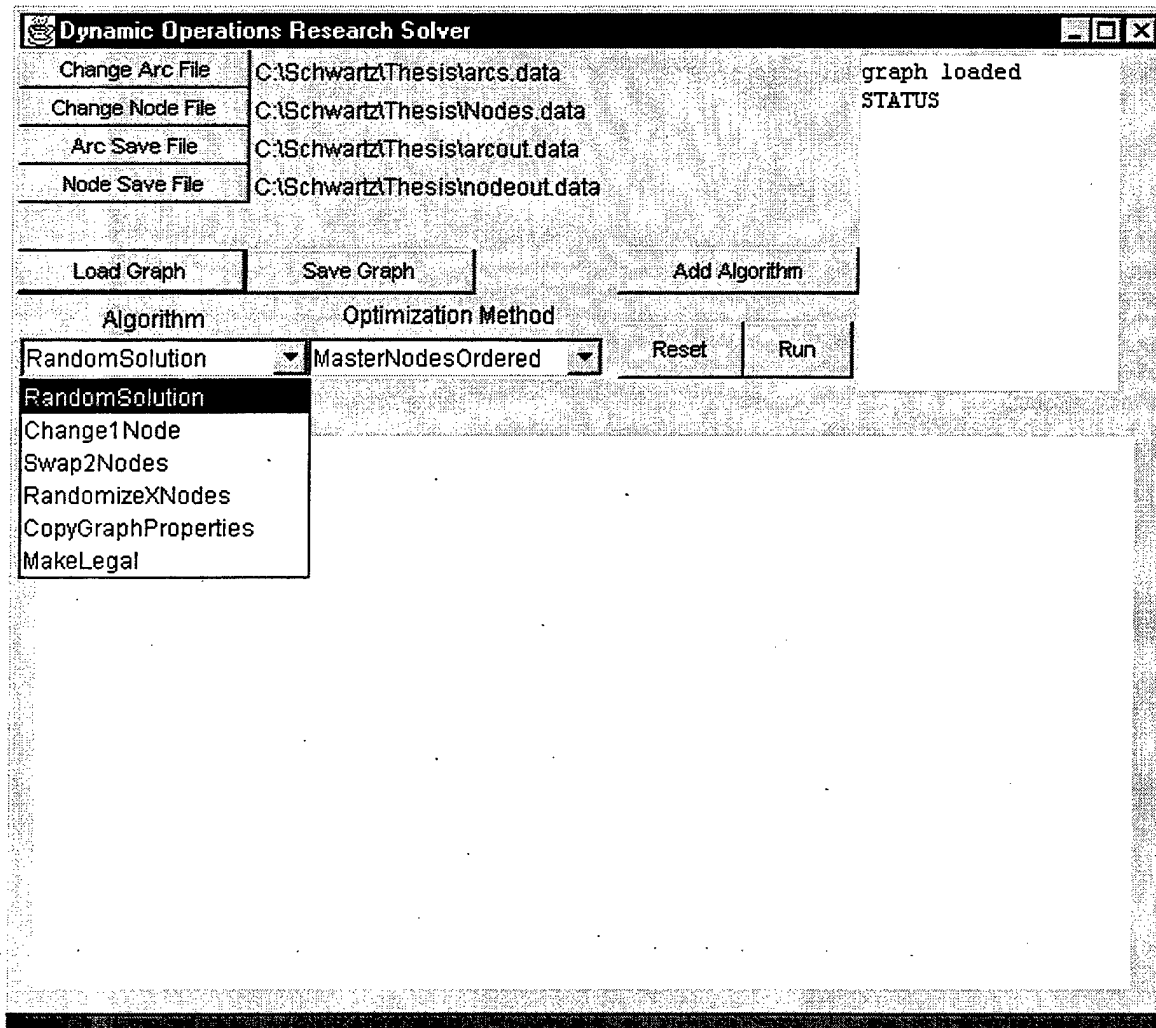 Dynamic Operations Research Solver
Change Arc File C:\Schwartz\Thesis\arcs.data
Change Node File C:\Schwartz\Thesis\Nodes.data
Arc Save File C:\Schwartz\Thesis\arcout.data
Node Save File C:\Schwartz\Thesis\nodeout.data
graph loaded
STATUS
Load Graph Save Graph Add Algorithm
Algorithm Optimization Method
RandomSolution MasterNodesOrdered Reset Run
RandomSolution
Change1Node
Swap2Nodes
RandomizeXNodes
CopyGraphProperties
MakeLegal